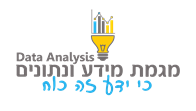 Data Analysis
מגמת מידע ונתונים
כי ידע זה כוח